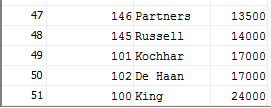 47 146 Partners 13500
48 145 Russell 14000
49 101 Kochhar 17000
50 102 De Haan 17000
51 100 King 24000